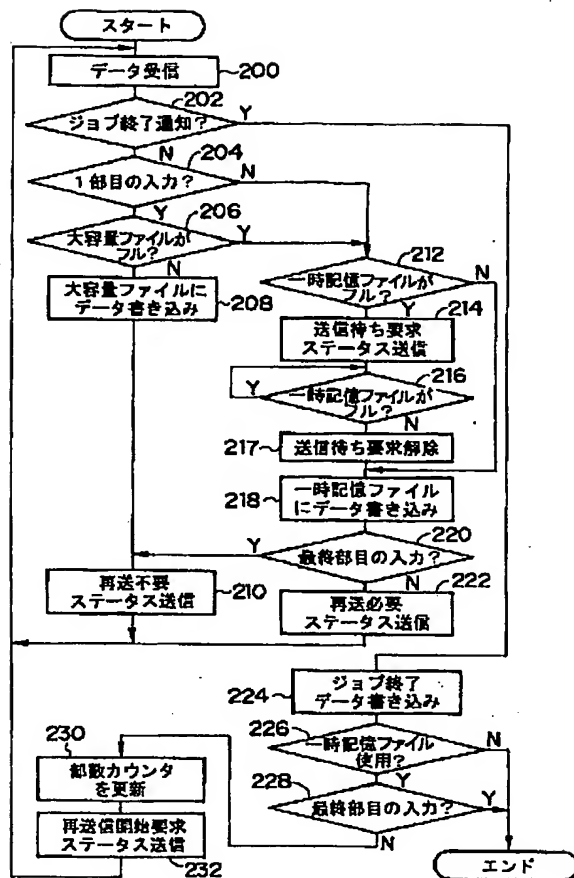 スタート
データ受信
200
202
ジョブ終了通知?
Y
N
204
1部目の入力?
N
Y
206
大容量ファイルが
フル?
Y
N
大容量ファイルに
データ書き込み
208
212
一時記憶ファイルが
フル?
N
Y
214
送信待ち要求
ステータス送信
216
一時記憶ファイルが
フル?
Y
N
217
送信待ち要求解除
218
一時記憶ファイル
にデータ書き込み
220
最終部目の入力?
Y
N
222
再送不要
ステータス送信
210
再送必要
ステータス送信
224
ジョブ終了
データ書き込み
226
一時記憶ファイル
使用?
N
Y
228
最終部目の入力?
Y
N
230
部数カウンタ
を更新
再送信開始要求
ステータス送信
232
エンド